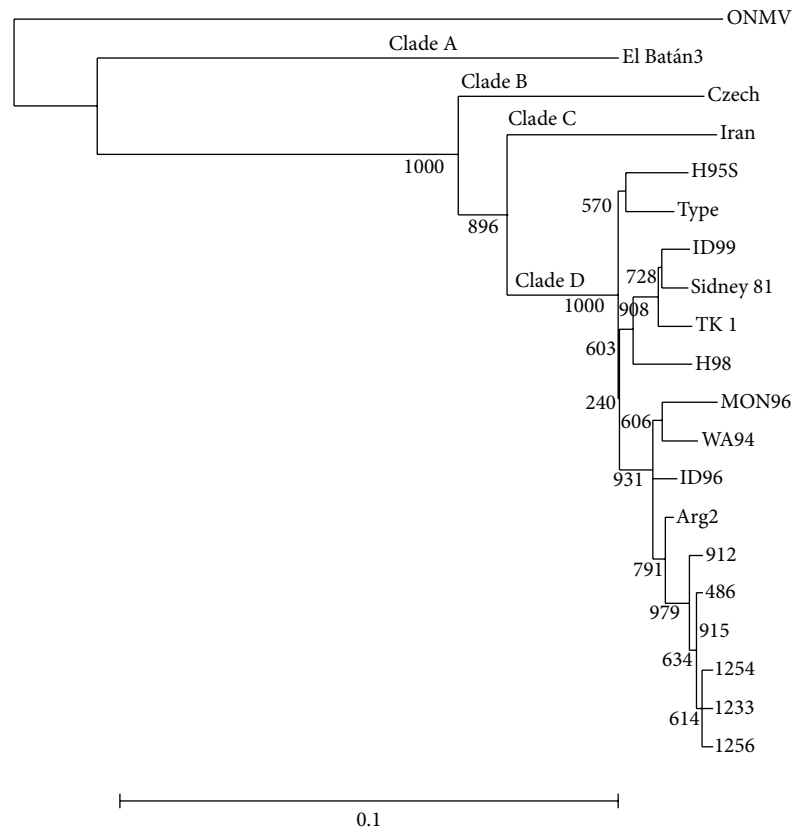 ONMV
Clade A
El Batán3
Clade B
Czech
Clade C
Iran
1000
H95S
570
Type
896
ID99
728
Clade D
Sidney 81
1000
908
TK 1
603
H98
240
MON96
606
WA94
931
ID96
Arg2
912
791
486
979
915
634
1254
614
1233
1256
0.1